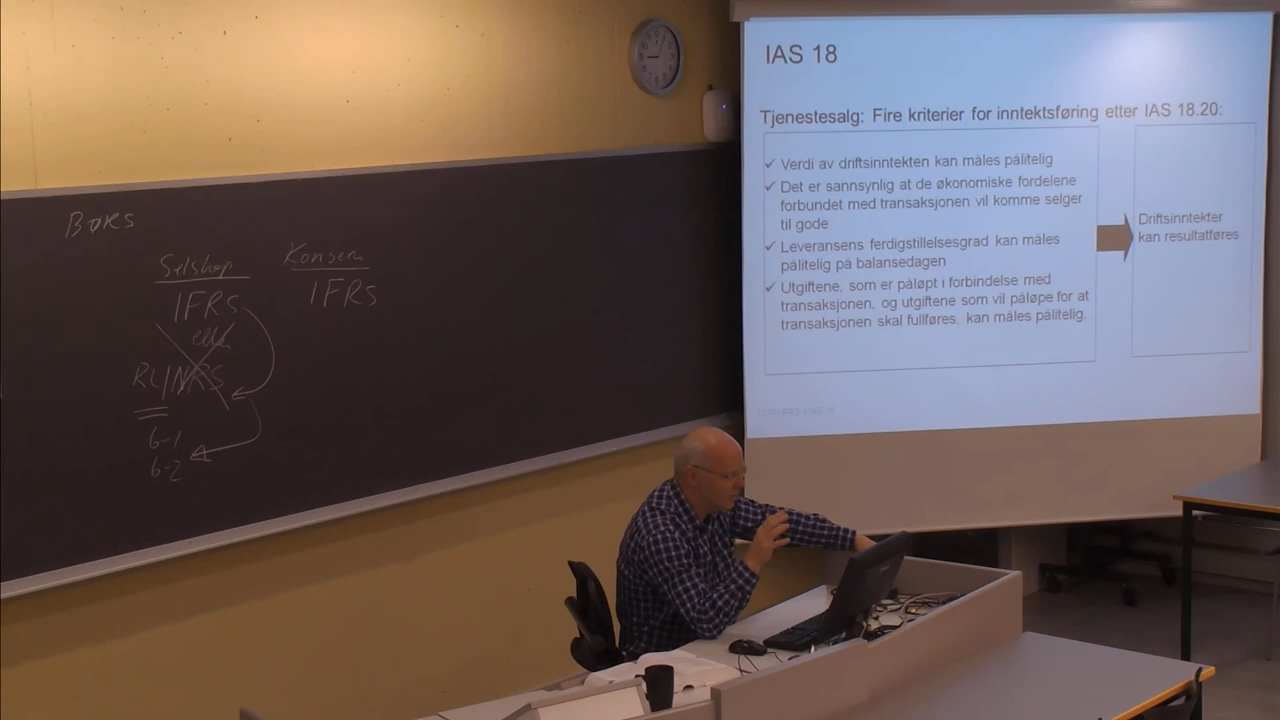 BØRS
Selskap Konsern
IFRS IFRS
eller
RL/NRS
6-1
6-2
IAS 18
Tjenestesalg: Fire kriterier for inntektsføring etter IAS 18.20:
✓ Verdi av driftsinntekten kan måles pålitelig
✓ Det er sannsynlig at de økonomiske fordelene
forbundet med transaksjonen vil komme selger
til gode
✓ Leveransens ferdigstillelsesgrad kan måles
pålitelig på balansedagen
✓ Utgiftene, som er påløpt i forbindelse med
transaksjonen, og utgiftene som vil påløpe for at
transaksjonen skal fullføres, kan måles pålitelig.
Driftsinntekter
kan resultatføres